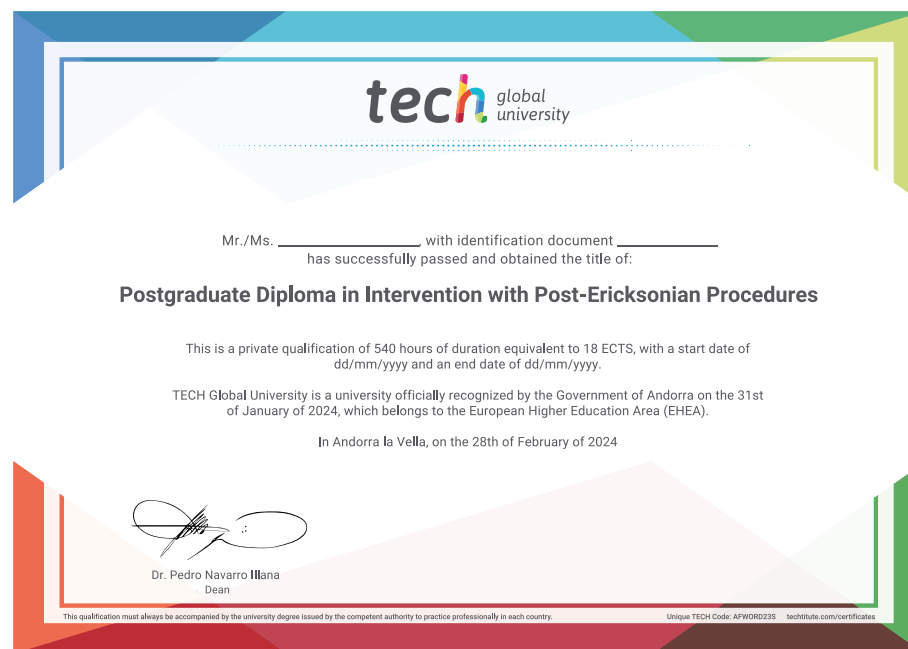 tech global
university
Mr./Ms. ____________________, with identification document ______________
has successfully passed and obtained the title of:
Postgraduate Diploma in Intervention with Post-Ericksonian Procedures
This is a private qualification of 540 hours of duration equivalent to 18 ECTS, with a start date of
dd/mm/yyyy and an end date of dd/mm/yyyy.
TECH Global University is a university officially recognized by the Government of Andorra on the 31st
of January of 2024, which belongs to the European Higher Education Area (EHEA).
In Andorra la Vella, on the 28th of February of 2024
Dr. Pedro Navarro Illana
Dean
This qualification must always be accompanied by the university degree issued by the competent authority to practice professionally in each country.
Unique TECH Code: AFWORD23S techtitute.com/certificates